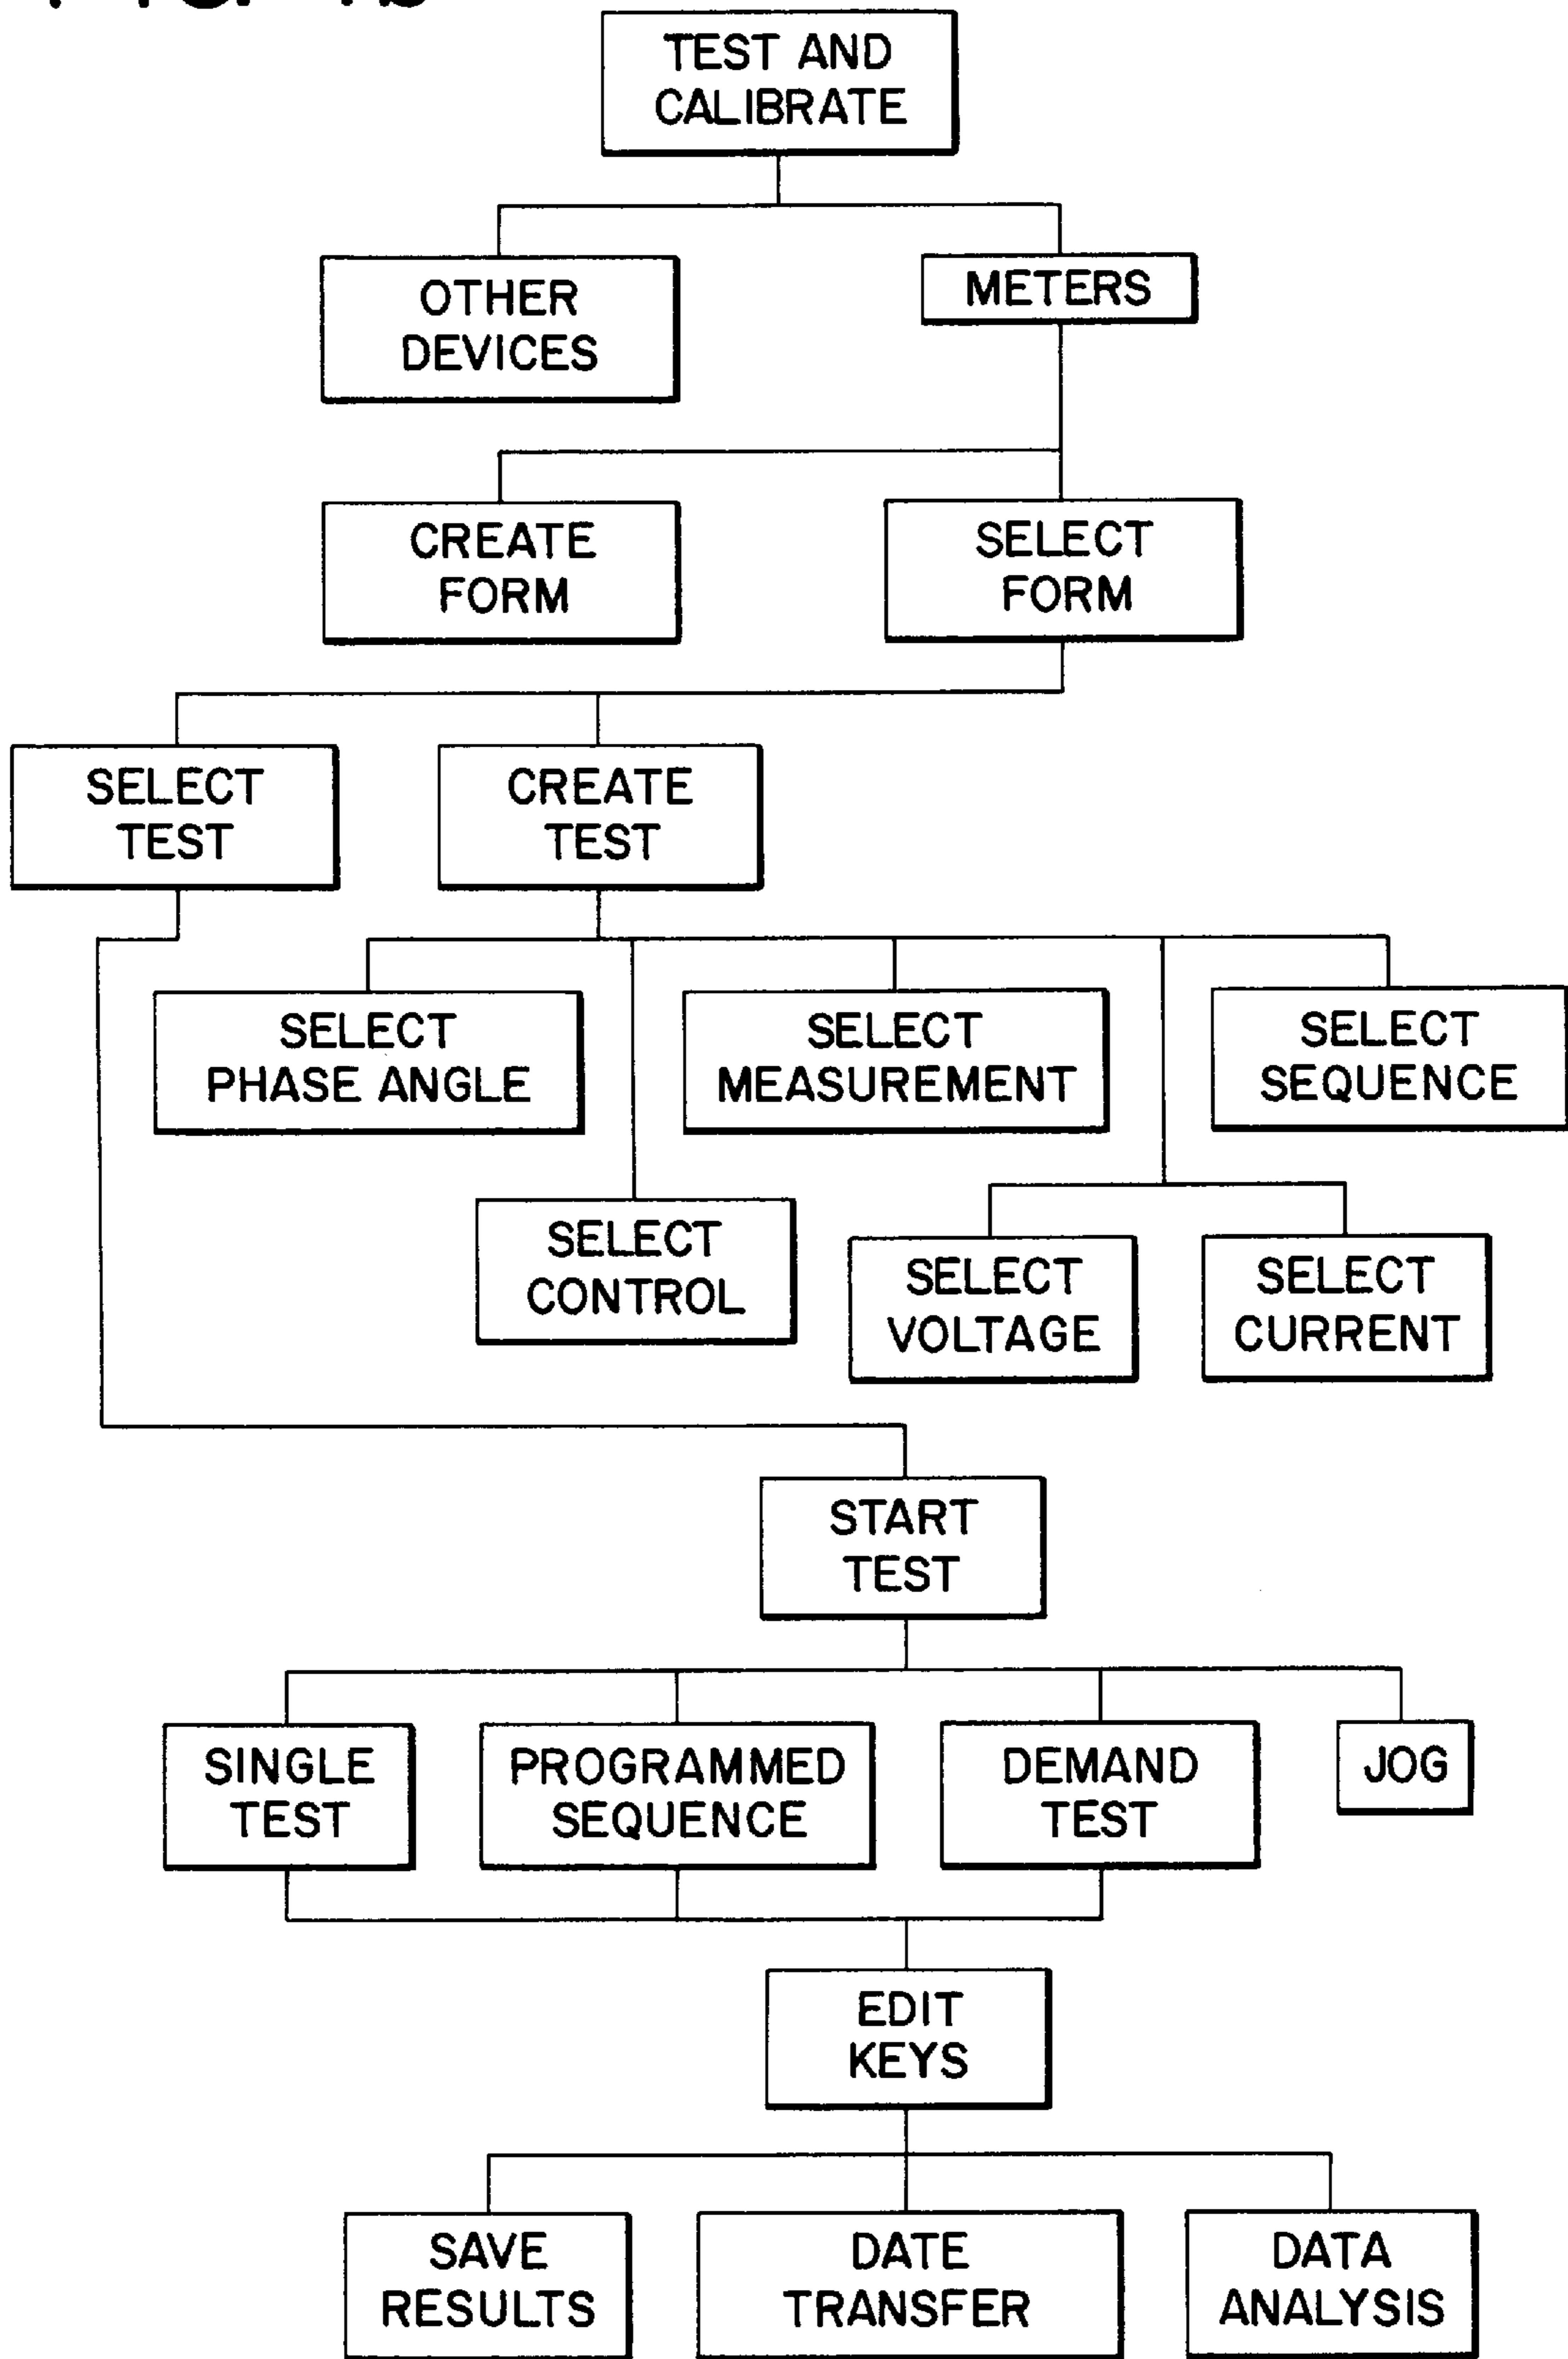 TEST AND
CALIBRATE
OTHER
DEVICES
METERS
CREATE
FORM
SELECT
FORM
SELECT
TEST
CREATE
TEST
SELECT
PHASE ANGLE
SELECT
MEASUREMENT
SELECT
SEQUENCE
SELECT
CONTROL
SELECT
VOLTAGE
SELECT
CURRENT
START
TEST
SINGLE
TEST
PROGRAMMED
SEQUENCE
DEMAND
TEST
JOG
EDIT
KEYS
SAVE
RESULTS
DATE
TRANSFER
DATA
ANALYSIS